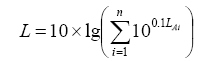 L = 10 × lg(∑_{i=1}^{n} 10^{0.1L_{Ai}})